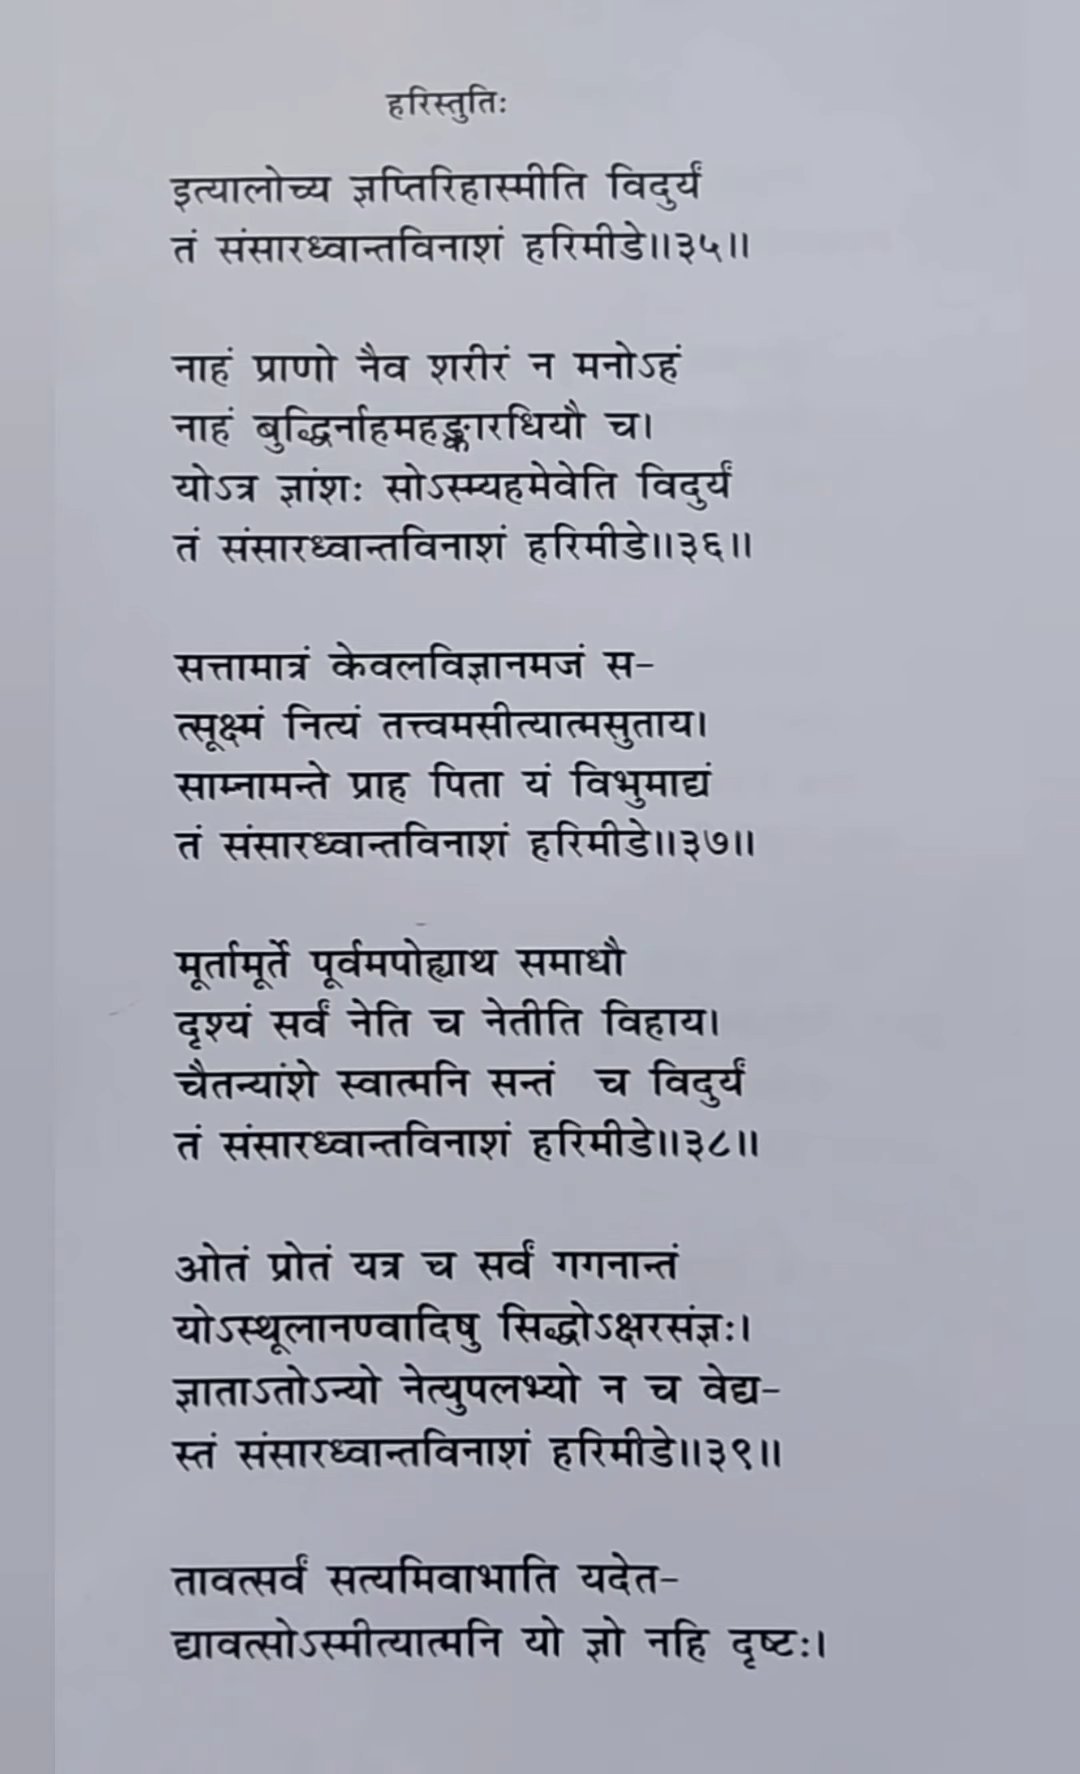 हरिस्तुतिः
इत्यालोच्य ज्ञप्तिरिहास्मीति विदुर्यं
तं संसारध्वान्तविनाशं हरिमीडे॥३५॥
नाहं प्राणो नैव शरीरं न मनोऽहं
नाहं बुद्धिर्नाहमहङ्कारधियौ च।
योऽत्र ज्ञांशः सोऽस्म्यहमेवेति विदुर्यं
तं संसारध्वान्तविनाशं हरिमीडे॥३६॥
सत्तामात्रं केवलविज्ञानमजं स-
त्सूक्ष्मं नित्यं तत्त्वमसीत्यात्मसुताय।
साम्नामन्ते प्राह पिता यं विभुमाद्यं
तं संसारध्वान्तविनाशं हरिमीडे॥३७॥
मूर्तामूर्ते पूर्वमपोह्याथ समाधौ
दृश्यं सर्वं नेति च नेतीति विहाय।
चैतन्यांशे स्वात्मनि सन्तं च विदुर्यं
तं संसारध्वान्तविनाशं हरिमीडे॥३८॥
ओतं प्रोतं यत्र च सर्वं गगनान्तं
योऽस्थूलानण्वादिषु सिद्धोऽक्षरसंज्ञः।
ज्ञाताऽतोऽन्यो नेत्युपलभ्यो न च वेद्य-
स्तं संसारध्वान्तविनाशं हरिमीडे॥३९॥
तावत्सर्वं सत्यमिवाभाति यदेत-
द्यावत्सोऽस्मीत्यात्मनि यो ज्ञो नहि दृष्टः।